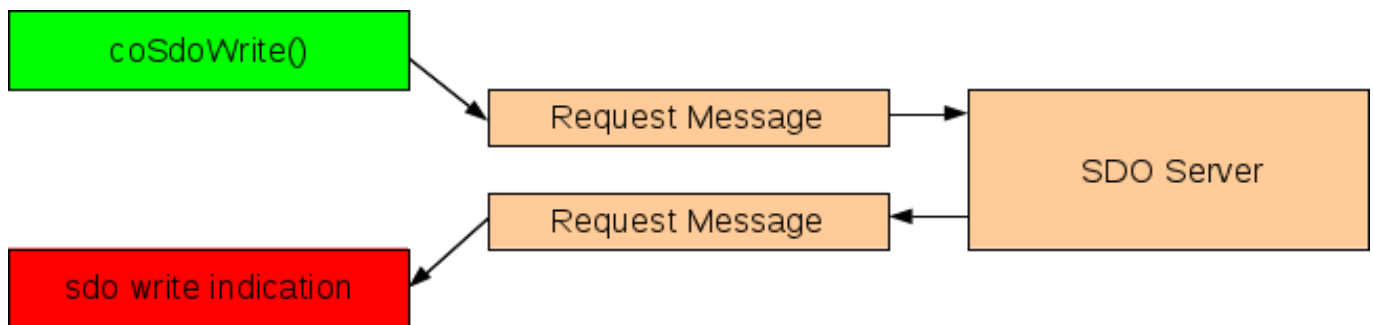 coSdoWrite()
Request Message
SDO Server
Request Message
sdo write indication